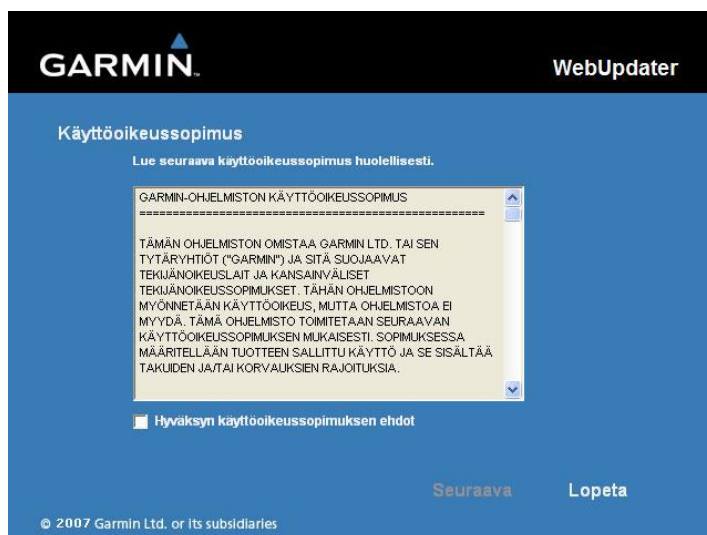 GARMIN™
WebUpdater
Käyttöoikeussopimus
Lue seuraava käyttöoikeussopimus huolellisesti.
GARMIN-OHJELMISTON KÄYTTÖOIKEUSSOPIMUS
====================================================
TÄMÄN OHJELMISTON OMISTAA GARMIN LTD. TAI SEN
TYTÄRYHTIÖT ("GARMIN") JA SITÄ SUOJAAVAT
TEKIJÄNOIKEUSLAIT JA KANSAINVÄLISET
TEKIJÄNOIKEUSSOPIMUKSET. TÄHÄN OHJELMISTOON
MYÖNNETÄÄN KÄYTTÖOIKEUS, MUTTA OHJELMISTOA EI
MYYDÄ. TÄMÄ OHJELMISTO TOIMITETAAN SEURAAVAN
KÄYTTÖOIKEUSSOPIMUKSEN MUKAISESTI. SOPIMUKSESSA
MÄÄRITELLÄÄN TUOTTEEN SALLITTU KÄYTTÖ JA SE SISÄLTÄÄ
TAKUIDEN JA/TAI KORVAUKSIEN RAJOITUKSIA.
Hyväksyn käyttöoikeussopimuksen ehdot
Seuraava
Lopeta
© 2007 Garmin Ltd. or its subsidiaries